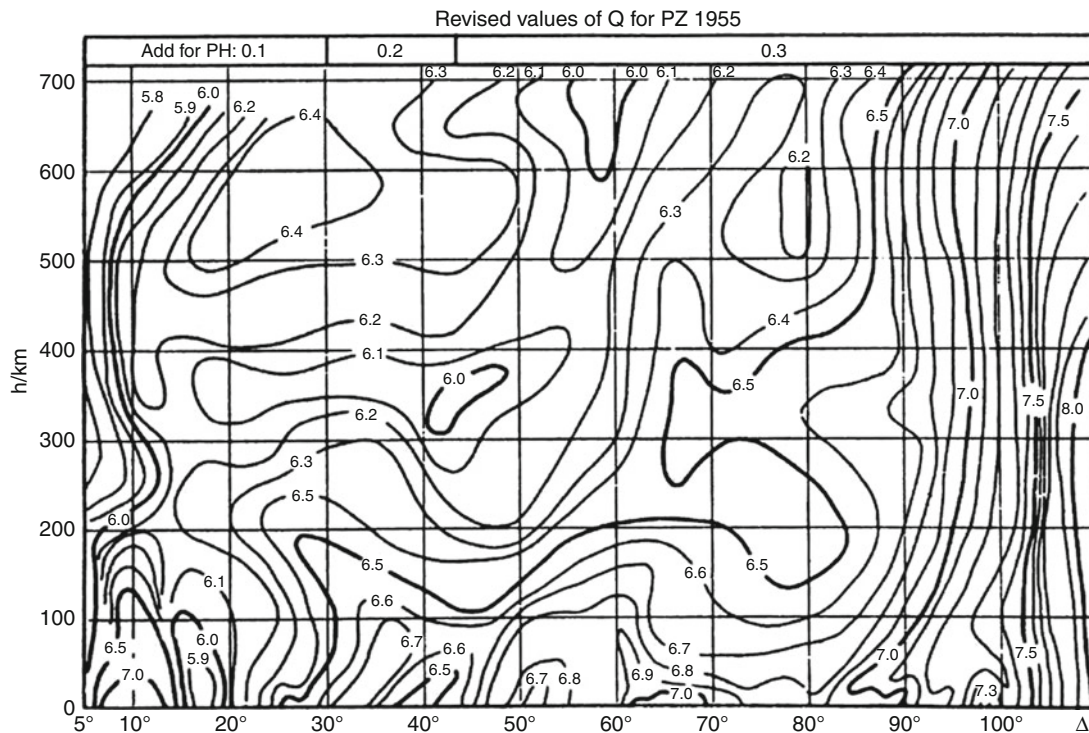 Revised values of Q for PZ 1955
Add for PH: 0.1 0.2 0.3
6.3 6.2 6.1 6.0 6.0 6.1 6.2 6.3 6.4
700
5.8 5.9 6.0 6.2 6.4 6.5 7.0 7.5
600
6.2
6.3
6.4
500
6.3
6.2 6.4
400
6.1
6.0 6.5 7.0 7.5 8.0
h/km
6.2
300
6.3
6.5
200
6.0
6.1 6.5 6.6 6.5
6.6
100
6.0 6.7 6.6 6.7 7.0 7.5
6.5 5.9 6.5 6.9 6.8
7.0 6.7 6.8 7.0 7.3
0
5° 10° 20° 30° 40° 50° 60° 70° 80° 90° 100° Δ